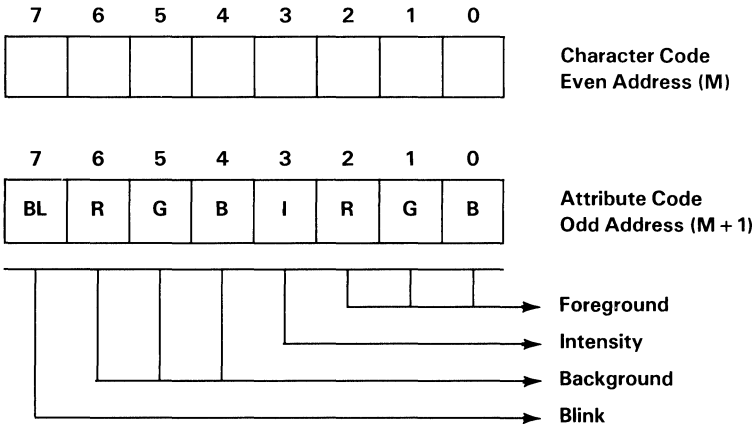 7 6 5 4 3 2 1 0
Character Code
Even Address (M)
7 6 5 4 3 2 1 0
BL R G B I R G B
Attribute Code
Odd Address (M + 1)
Foreground
Intensity
Background
Blink